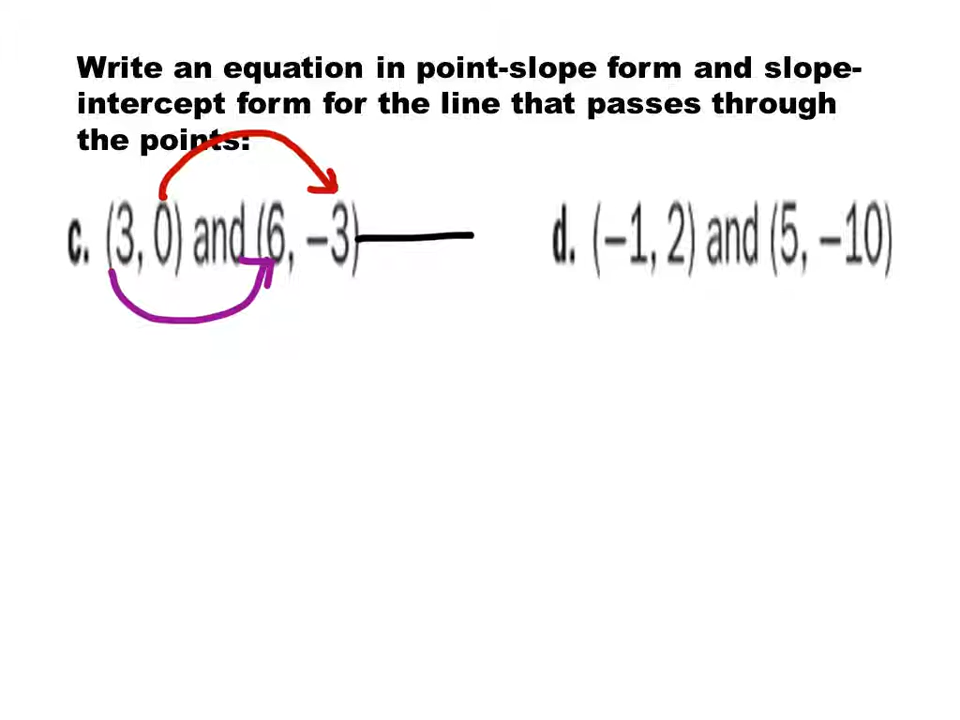 Write an equation in point-slope form and slope-
intercept form for the line that passes through
the points:
c. (3, 0) and (6, −3)
d. (−1, 2) and (5, −10)